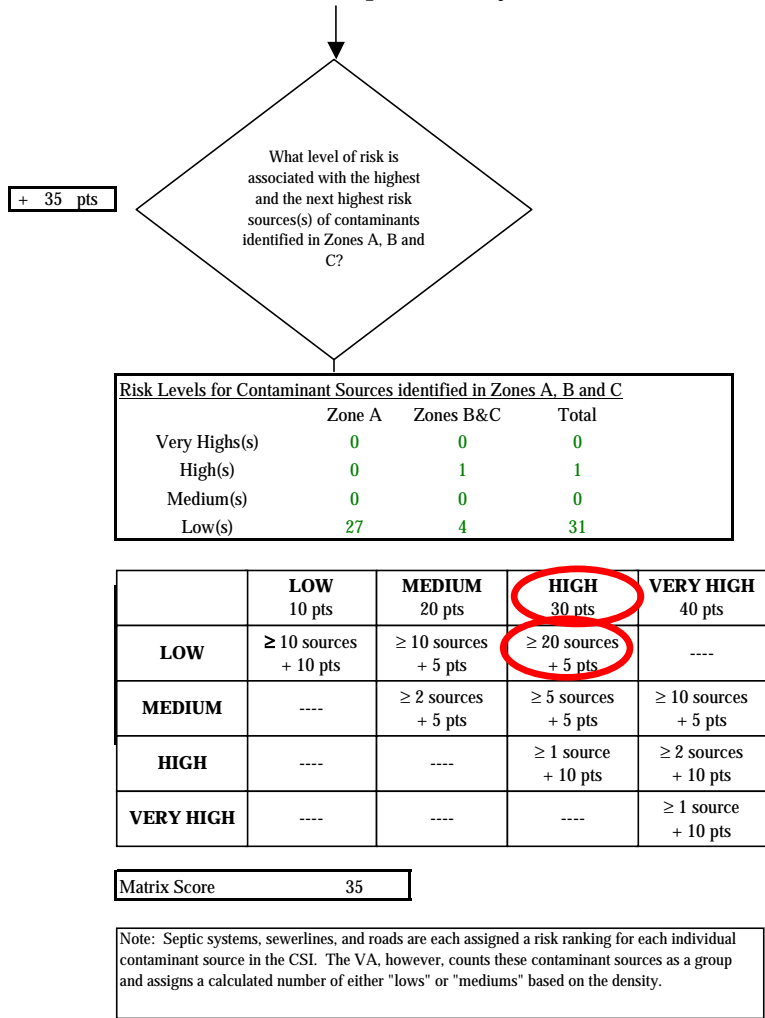 What level of risk is
associated with the highest
and the next highest risk
sources(s) of contaminants
identified in Zones A, B and
C?
+ 35 pts
Risk Levels for Contaminant Sources identified in Zones A, B and C
Zone A Zones B&C Total
Very Highs(s) 0 0 0
High(s) 0 1 1
Medium(s) 0 0 0
Low(s) 27 4 31
LOW MEDIUM HIGH VERY HIGH
10 pts 20 pts 30 pts 40 pts
LOW ≥ 10 sources ≥ 10 sources ≥ 20 sources ----
+ 10 pts + 5 pts + 5 pts
MEDIUM ---- ≥ 2 sources ≥ 5 sources ≥ 10 sources
+ 5 pts + 5 pts + 5 pts
HIGH ---- ---- ≥ 1 source ≥ 2 sources
+ 10 pts + 10 pts
VERY HIGH ---- ---- ---- ≥ 1 source
+ 10 pts
Matrix Score 35
Note: Septic systems, sewerlines, and roads are each assigned a risk ranking for each individual
contaminant source in the CSI. The VA, however, counts these contaminant sources as a group
and assigns a calculated number of either "lows" or "mediums" based on the density.